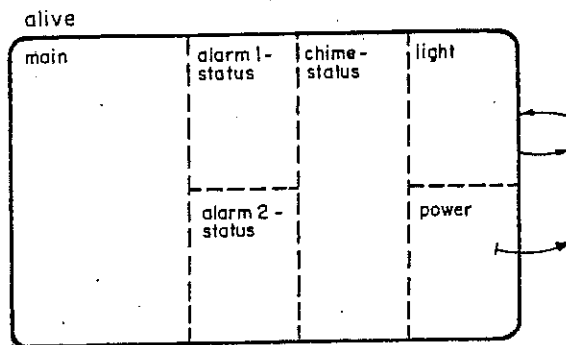 alive
main
alarm 1-
status
chime-
status
light
alarm 2-
status
power